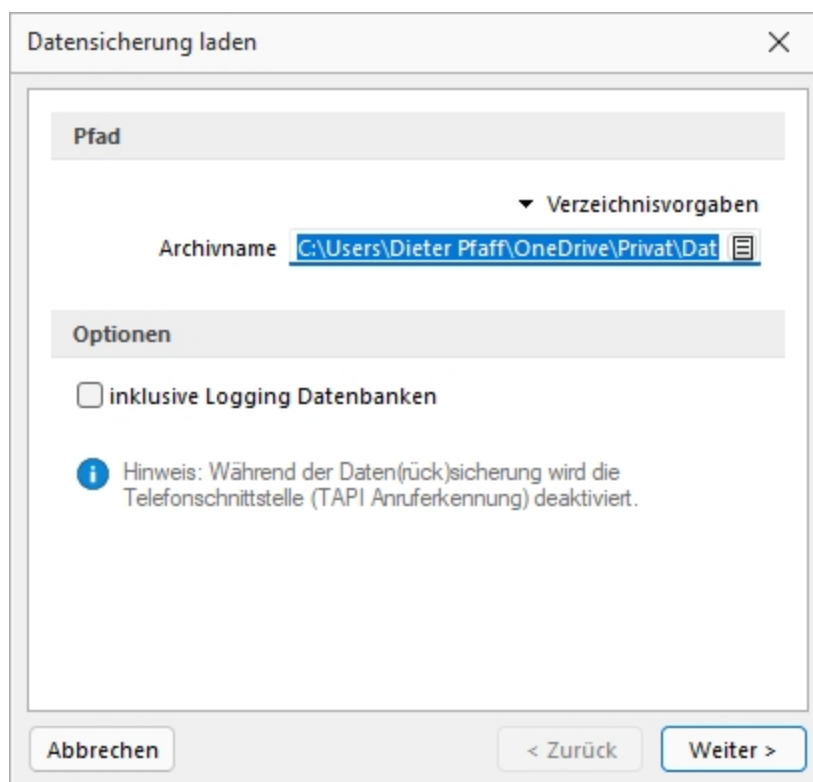 Datensicherung laden
Pfad
Verzeichnisvorgaben
Archivname C:\Users\Dieter Pfaff\OneDrive\Privat\Dat
Optionen
inklusive Logging Datenbanken
Hinweis: Während der Daten(rück)sicherung wird die
Telefonschnittstelle (TAPI Anruferkennung) deaktiviert.
Abbrechen < Zurück Weiter >